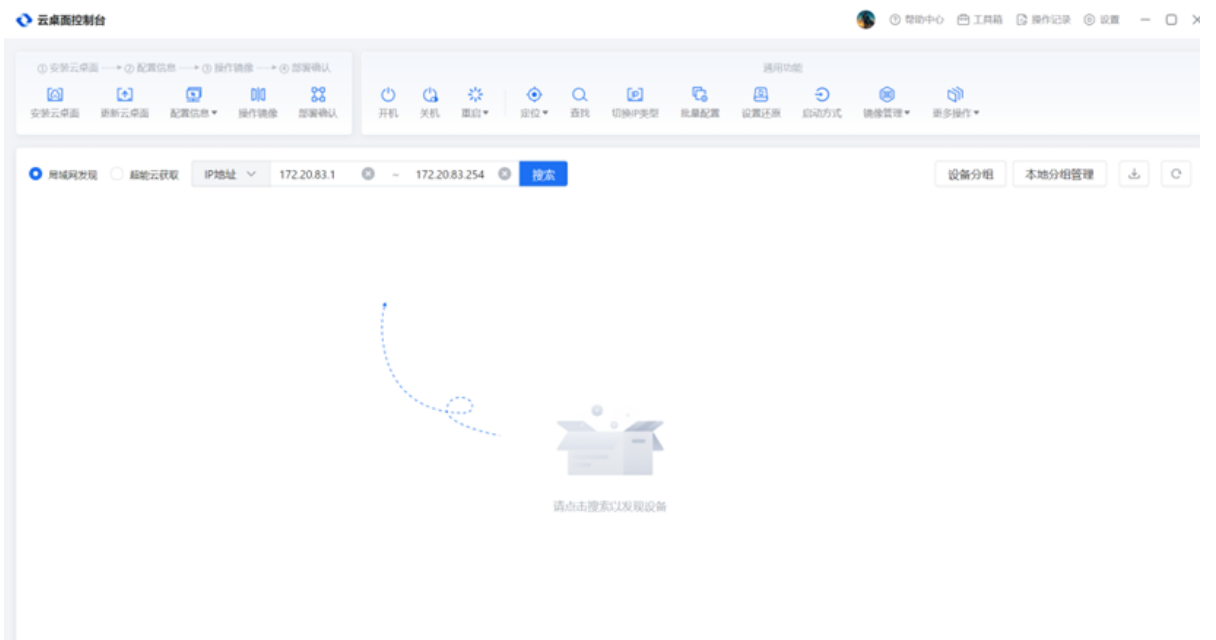 云桌面控制台 帮助中心 工具箱 操作记录 设置
① 安装云桌面 ② 配置信息 ③ 操作镜像 ④ 部署确认 通用功能
安装云桌面 更新云桌面 配置信息 操作镜像 部署确认 开机 关机 重启 定位 查找 切换IP类型 批量配置 设置还原 启动方式 镜像管理 更多操作
局域网发现 超能云获取 IP地址 172.20.83.1 – 172.20.83.254 搜索 设备分组 本地分组管理
请点击搜索以发现设备